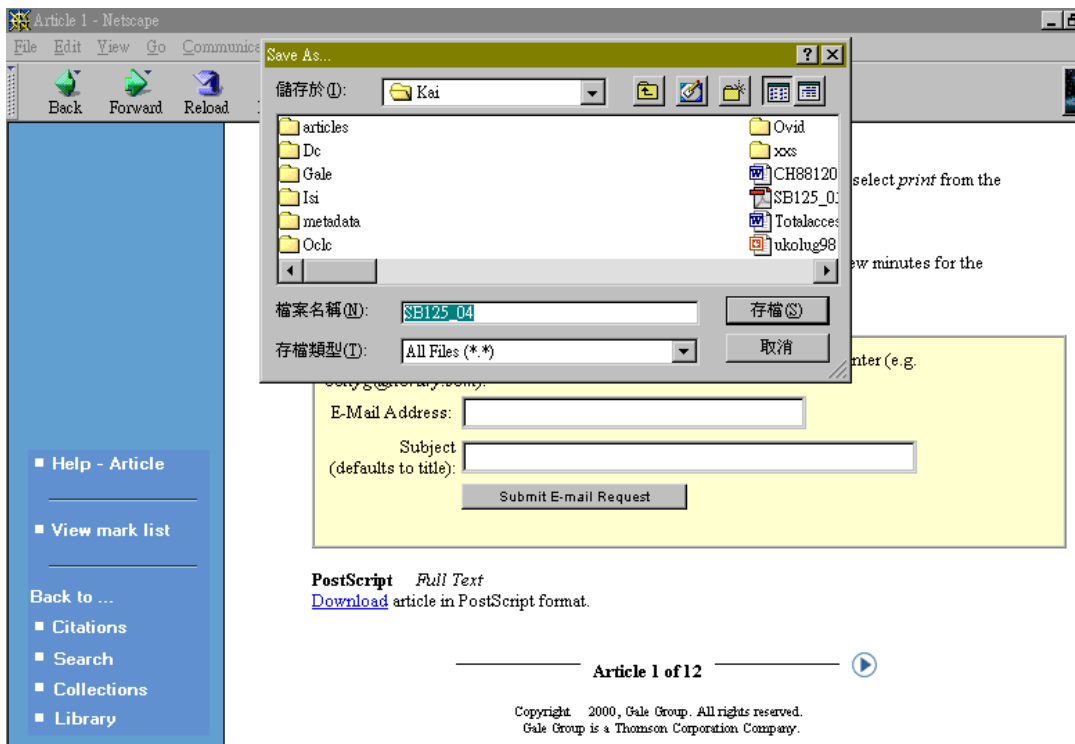 Article 1 - Netscape
File Edit View Go Communica
Back Forward Reload
Save As...
儲存於(I): Kai
articles
Dc
Gale
Isi
metadata
Oclc
Ovid
xxs
CH88120
SB125_0
Totalacces
ukolug98
檔案名稱(N): SB125_04 存檔(S)
存檔類型(T): All Files (*.*) 取消
select print from the
ew minutes for the
nter (e.g.
E-Mail Address:
Subject
(defaults to title):
Submit E-mail Request
Help - Article
View mark list
Back to ...
Citations
Search
Collections
Library
PostScript Full Text
Download article in PostScript format.
Article 1 of 12
Copyright 2000, Gale Group. All rights reserved.
Gale Group is a Thomson Corporation Company.